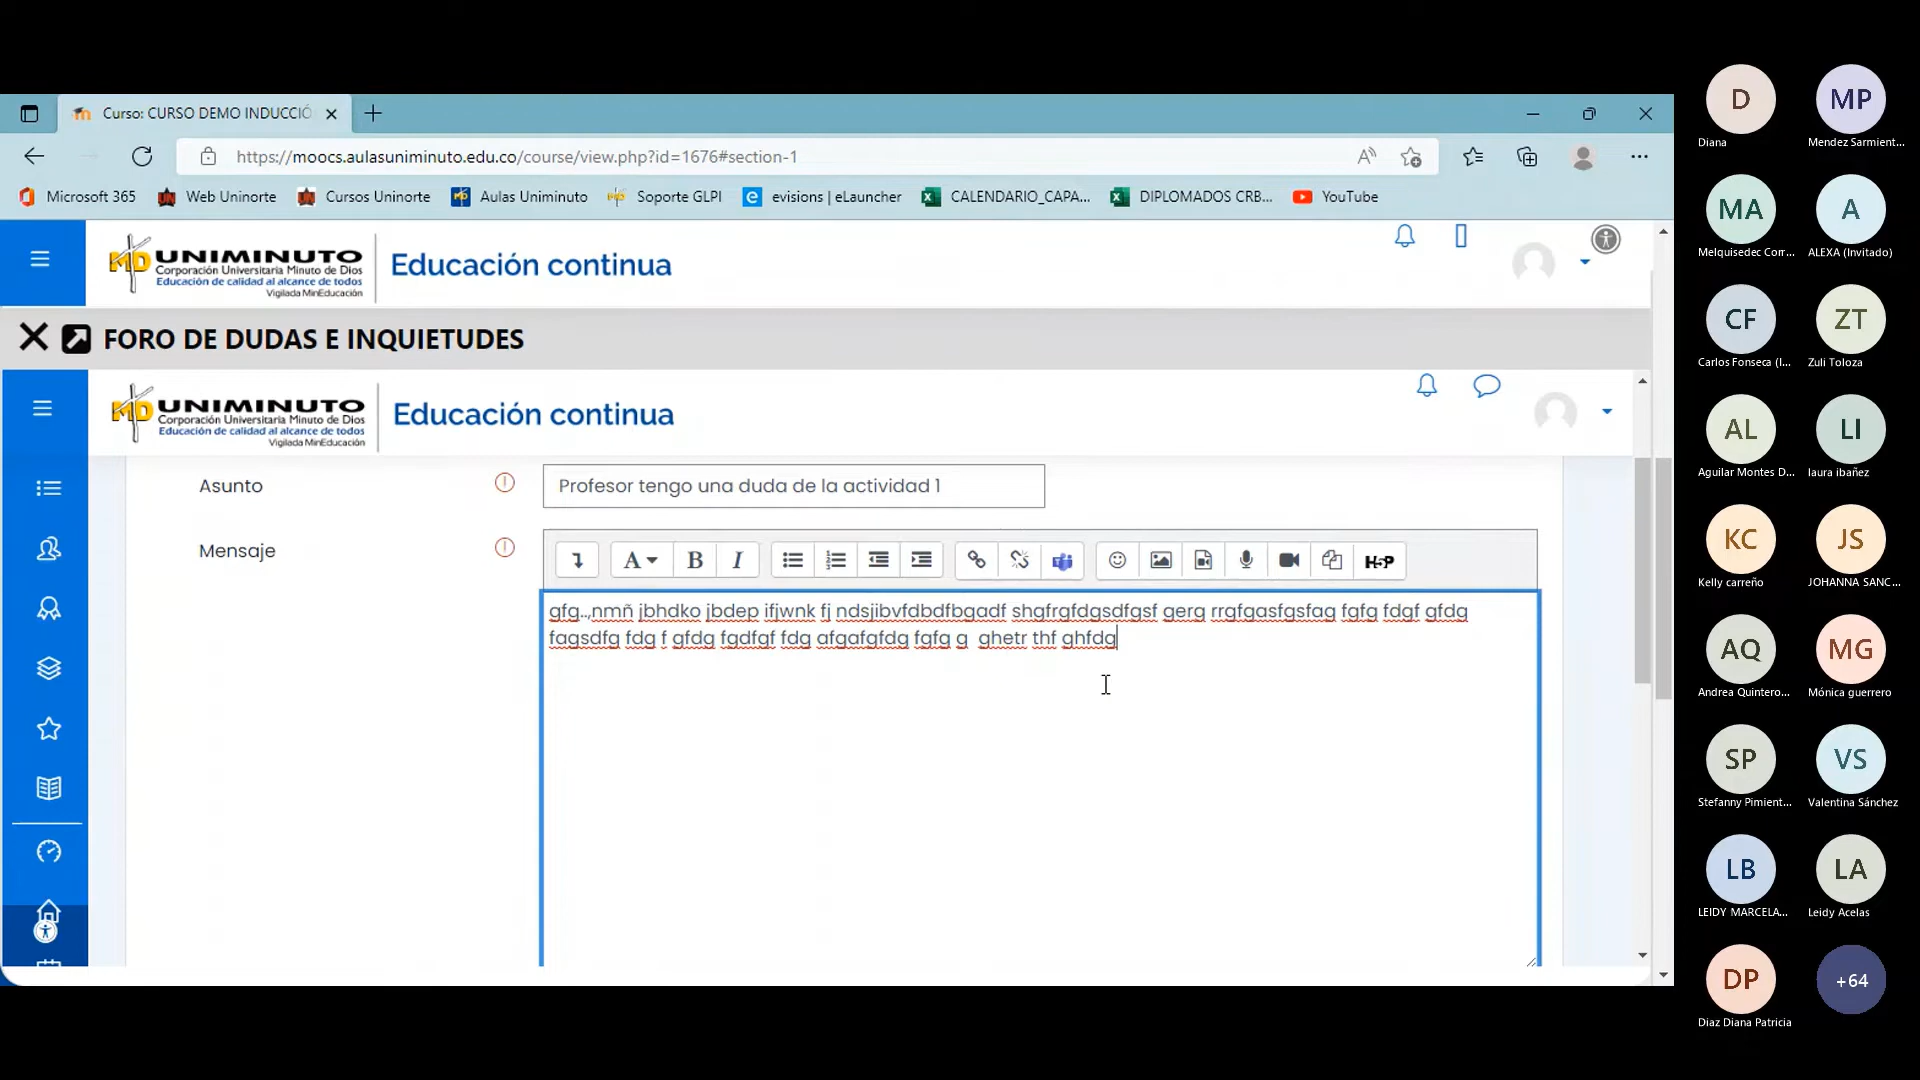 Curso: CURSO DEMO INDUCCIÓ
https://moocs.aulasuniminuto.edu.co/course/view.php?id=1676#section-1
Microsoft 365 Web Uninorte Cursos Uninorte Aulas Uniminuto Soporte GLPI evisions | eLauncher CALENDARIO_CAPA... DIPLOMADOS CRB... YouTube
UNIMINUTO
Corporación Universitaria Minuto de Dios
Educación de calidad al alcance de todos
Vigilada MinEducación
Educación continua
FORO DE DUDAS E INQUIETUDES
UNIMINUTO
Corporación Universitaria Minuto de Dios
Educación de calidad al alcance de todos
Vigilada MinEducación
Educación continua
Asunto
Profesor tengo una duda de la actividad 1
Mensaje
A B I H5P
gfg..,nmñ jbhdko jbdep ifjwnk fj ndsjibvfdbdfbgadf shgfrgfdgsdfgsf gerg rrgfgasfgsfag fgfg fdgf gfdg
fagsdfg fdg f gfdg fgdfgf fdg afgafgfdg fgfg g ghetr thf ghfdg
D MP
Diana Mendez Sarmient...
MA A
Melquisedec Corr... ALEXA (Invitado)
CF ZT
Carlos Fonseca (I... Zuli Toloza
AL LI
Aguilar Montes D... laura ibañez
KC JS
Kelly carreño JOHANNA SANC...
AQ MG
Andrea Quintero... Mónica guerrero
SP VS
Stefanny Pimient... Valentina Sánchez
LB LA
LEIDY MARCELA... Leidy Acelas
DP +64
Diaz Diana Patricia